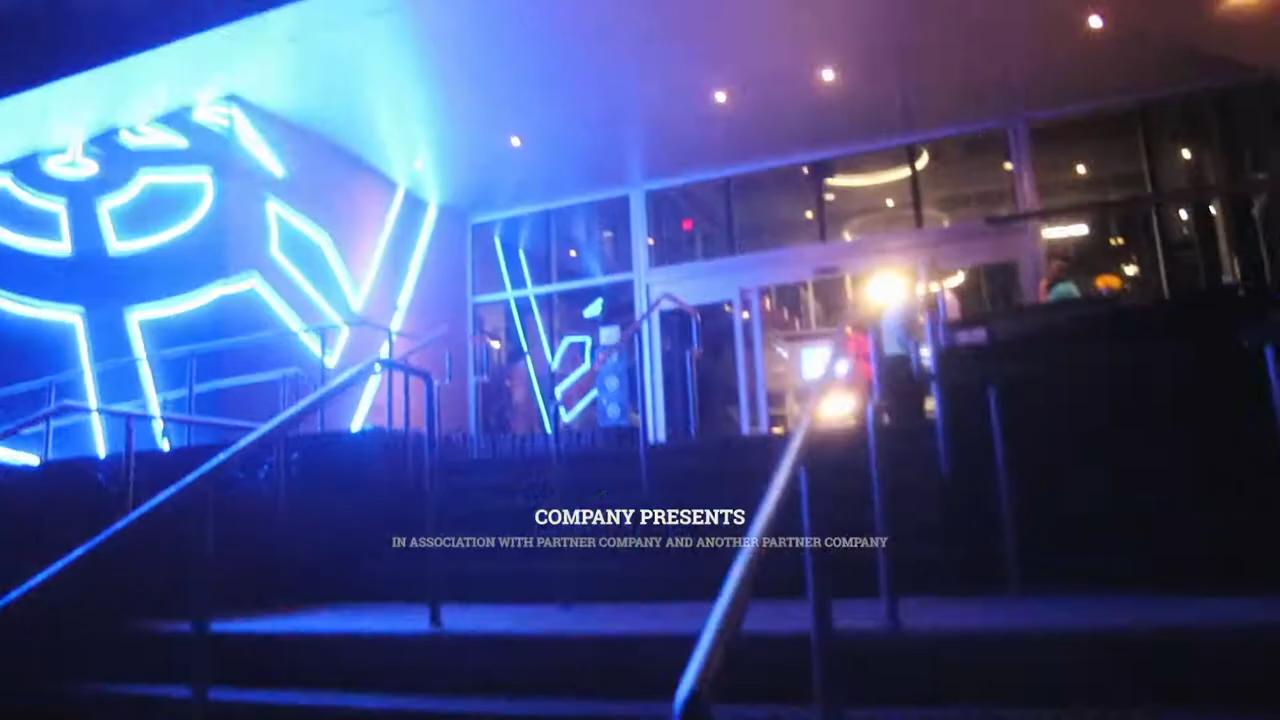 COMPANY PRESENTS
IN ASSOCIATION WITH PARTNER COMPANY AND ANOTHER PARTNER COMPANY